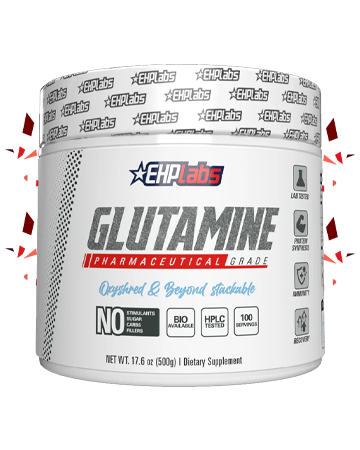 EHPLabs
EHPLabs
GLUTAMINE
PHARMACEUTICAL GRADE
Oxyshred & Beyond stackable
NO
STIMULANTS
SUGAR
CARBS
FILLERS
BIO
AVAILABLE
HPLC
TESTED
100
SERVINGS
LAB TESTED
PROTEIN
SYNTHESIS
IMMUNITY
RECOVERY
NET WT. 17.6 oz (500g) | Dietary Supplement